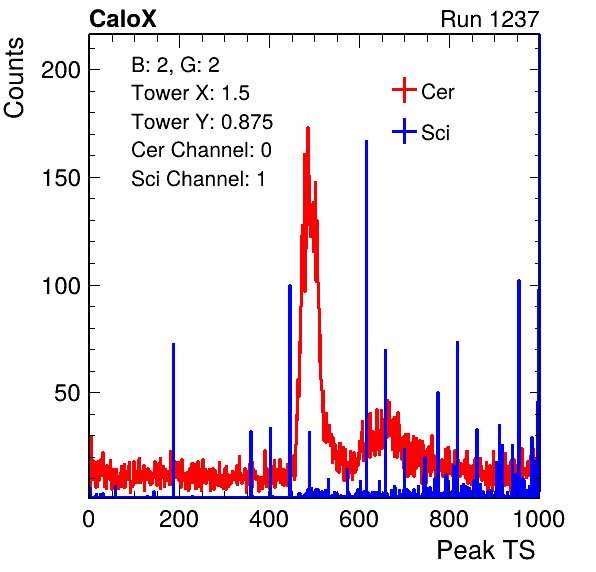 CaloX
Run 1237
Counts
B: 2, G: 2
Tower X: 1.5
Tower Y: 0.875
Cer Channel: 0
Sci Channel: 1
Cer
Sci
200
150
100
50
0 200 400 600 800 1000
Peak TS